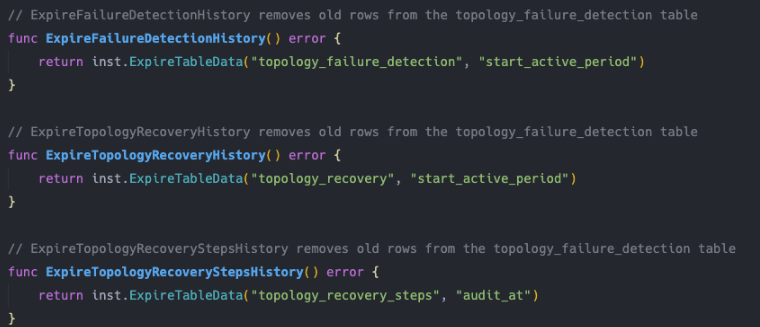 // ExpireFailureDetectionHistory removes old rows from the topology_failure_detection table
func ExpireFailureDetectionHistory() error {
    return inst.ExpireTableData("topology_failure_detection", "start_active_period")
}

// ExpireTopologyRecoveryHistory removes old rows from the topology_failure_detection table
func ExpireTopologyRecoveryHistory() error {
    return inst.ExpireTableData("topology_recovery", "start_active_period")
}

// ExpireTopologyRecoveryStepsHistory removes old rows from the topology_failure_detection table
func ExpireTopologyRecoveryStepsHistory() error {
    return inst.ExpireTableData("topology_recovery_steps", "audit_at")
}